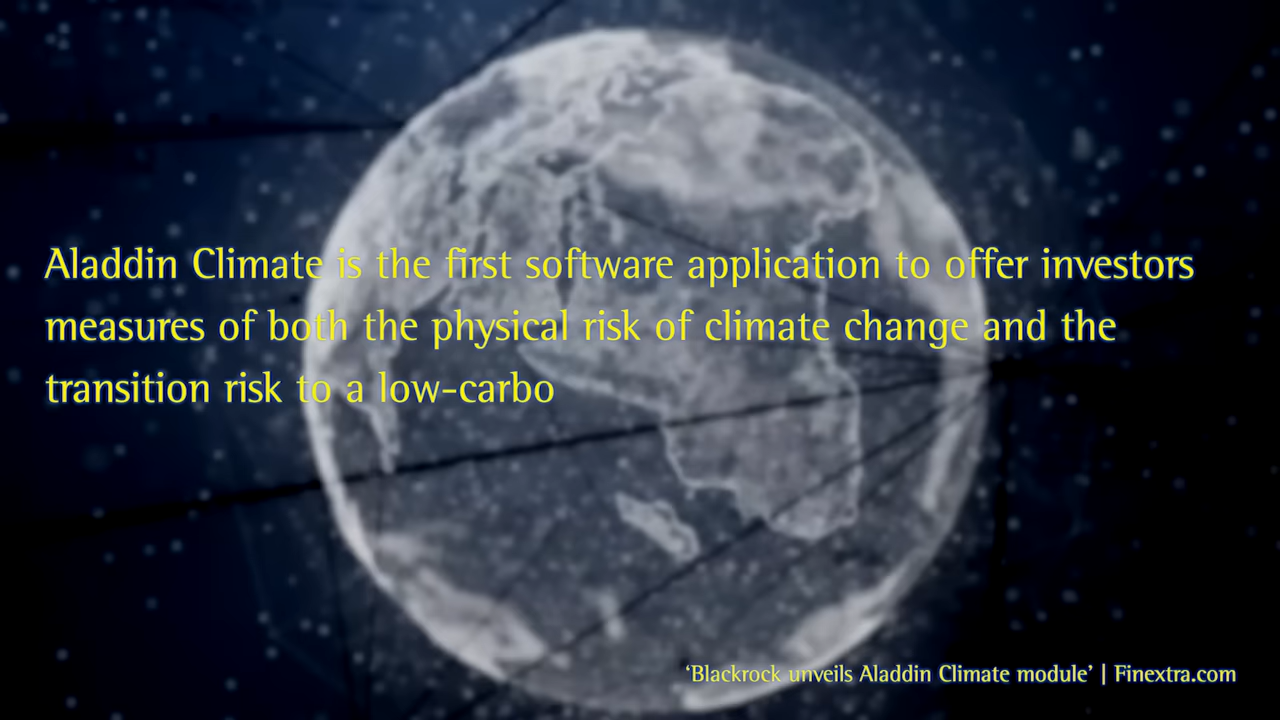 Aladdin Climate is the first software application to offer investors
measures of both the physical risk of climate change and the
transition risk to a low-carbo
‘Blackrock unveils Aladdin Climate module’ | Finextra.com